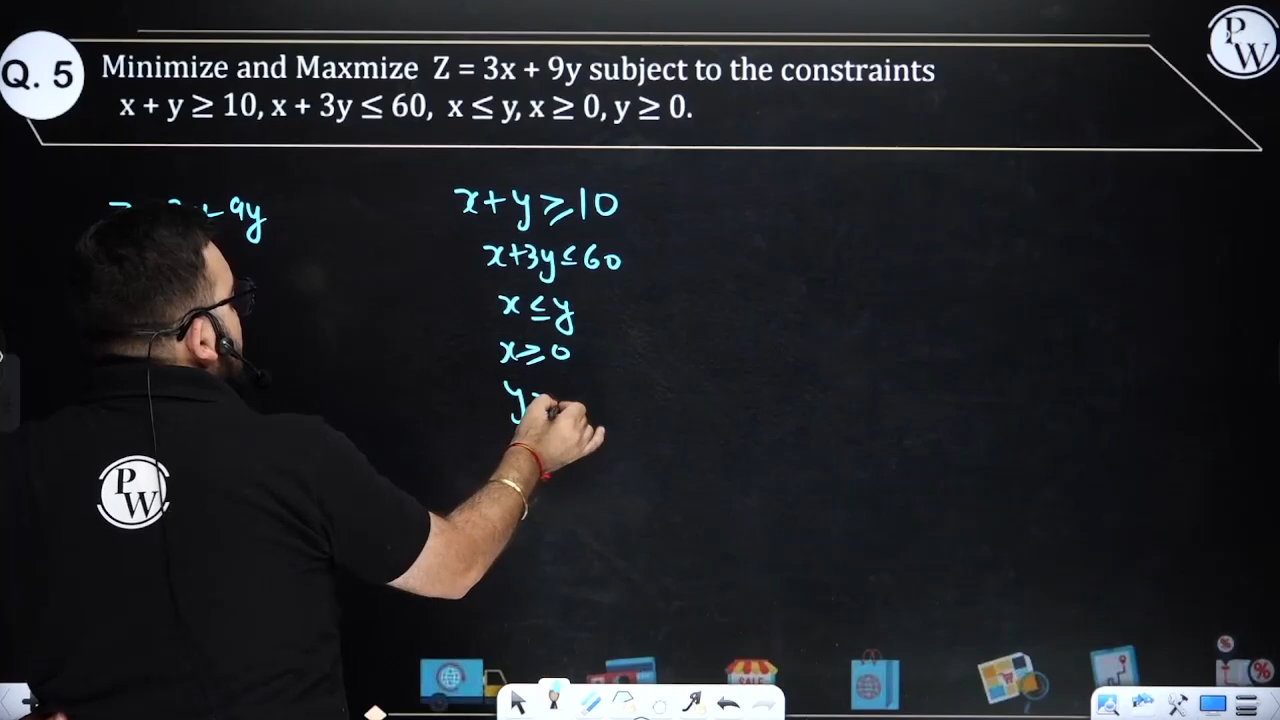 Q. 5
Minimize and Maxmize Z = 3x + 9y subject to the constraints
x + y ≥ 10, x + 3y ≤ 60, x ≤ y, x ≥ 0, y ≥ 0.
PW
+ 9y
x + y ≥ 10
x + 3y ≤ 60
x ≤ y
x ≥ 0
y
PW
SALE